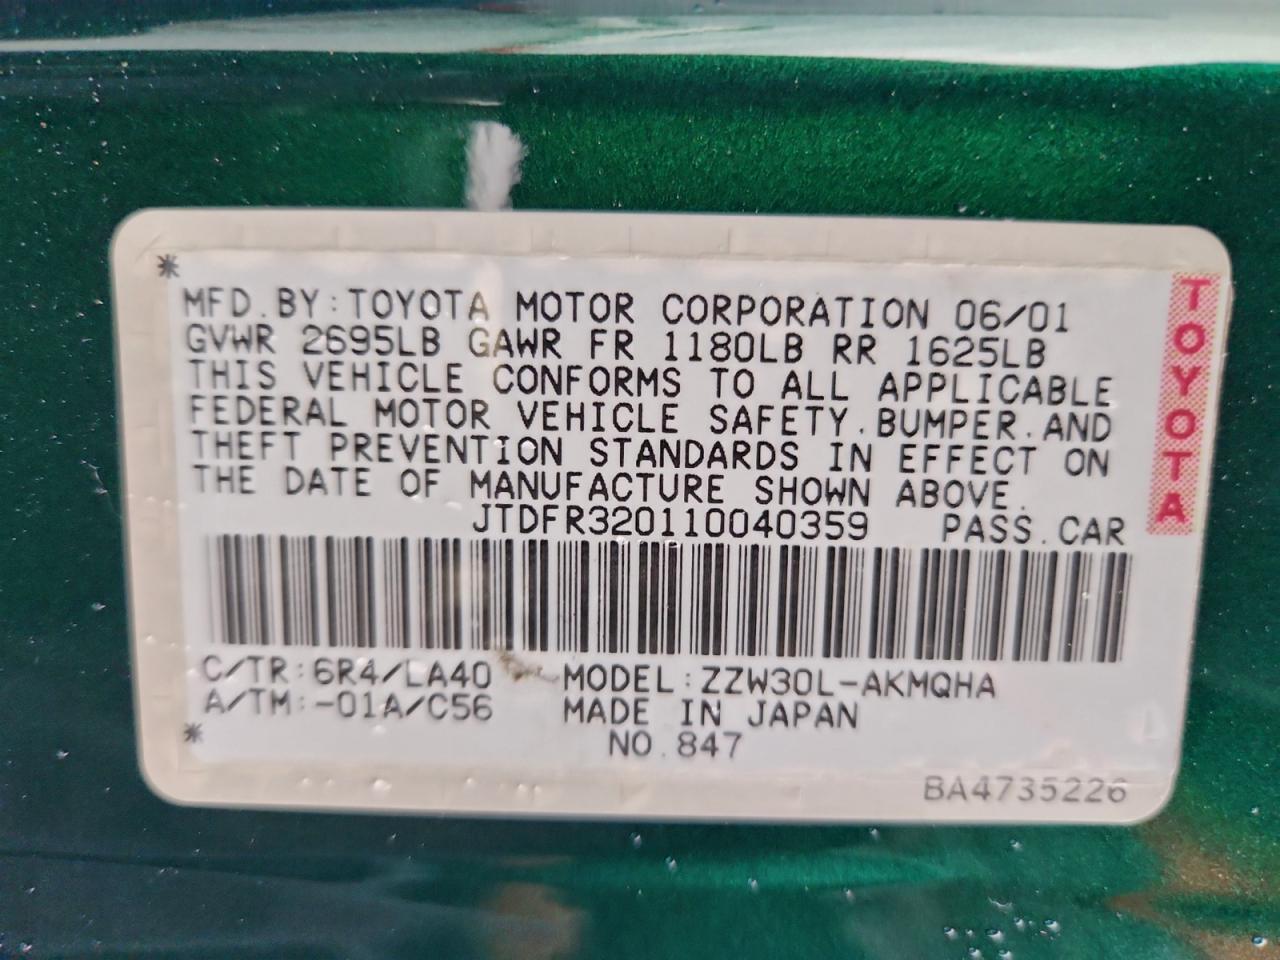 *
MFD.BY:TOYOTA MOTOR CORPORATION 06/01
GVWR 2695LB GAWR FR 1180LB RR 1625LB
THIS VEHICLE CONFORMS TO ALL APPLICABLE
FEDERAL MOTOR VEHICLE SAFETY.BUMPER.AND
THEFT PREVENTION STANDARDS IN EFFECT ON
THE DATE OF MANUFACTURE SHOWN ABOVE.
JTDFR320110040359 PASS.CAR
C/TR:6R4/LA40 MODEL:ZZW30L-AKMQHA
A/TM:-01A/C56 MADE IN JAPAN
* NO.847
BA4735226
TOYOTA